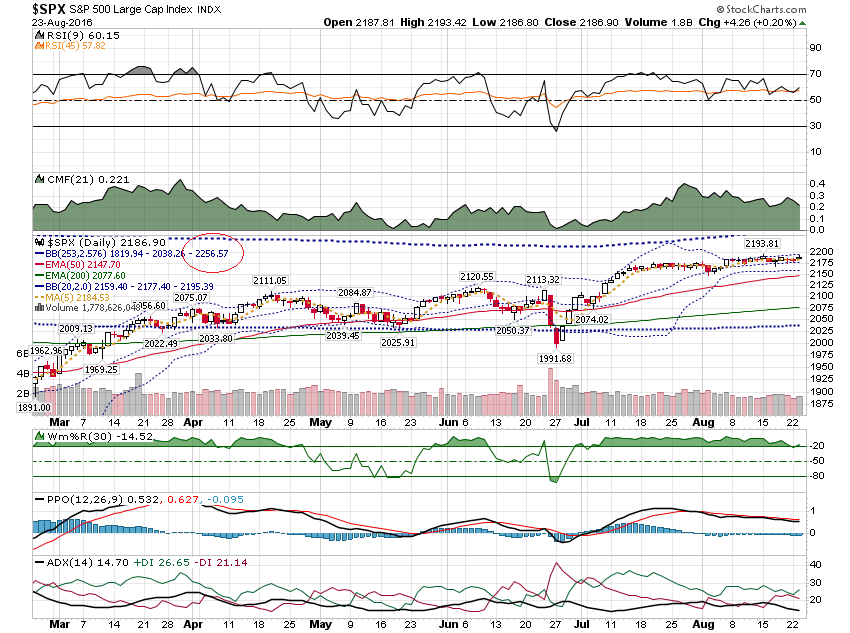 $SPX S&P 500 Large Cap Index INDX
© StockCharts.com
23-Aug-2016
Open 2187.81 High 2193.42 Low 2186.80 Close 2186.90 Volume 1.8B Chg +4.26 (+0.20%)
RSI(9) 60.15
RSI(45) 57.82
90
70
50
30
10
CMF(21) 0.221
0.4
0.3
0.2
0.1
0.0
$SPX (Daily) 2186.90
BB(253,2.576) 1819.94 - 2038.26 - 2256.57
EMA(50) 2147.70
EMA(200) 2077.60
BB(20,2.0) 2159.40 - 2177.40 - 2195.39
MA(5) 2184.53
Volume 1,778,626,048
2193.81
2120.55
2113.32
2111.05
2084.87
2075.07
2056.60
2074.02
2050.37
2009.13
2022.49
2033.80
2039.45
2025.91
1962.96
1969.25
1991.68
1891.00
2200
2175
2150
2125
2100
2075
2050
2025
2000
1975
1950
1925
1900
1875
6E
4E
2B
Mar 7 14 21 Apr 11 18 25 May 9 16 23 Jun 6 13 20 27 Jul 11 18 25 Aug 8 15 22
Wm%R(30) -14.52
-20
-50
-80
PPO(12,26,9) 0.532, 0.627, -0.095
1
0
ADX(14) 14.70 +DI 26.65 -DI 21.14
40
30
20
Mar 7 14 21 Apr 11 18 25 May 9 16 23 Jun 6 13 20 27 Jul 11 18 25 Aug 8 15 22